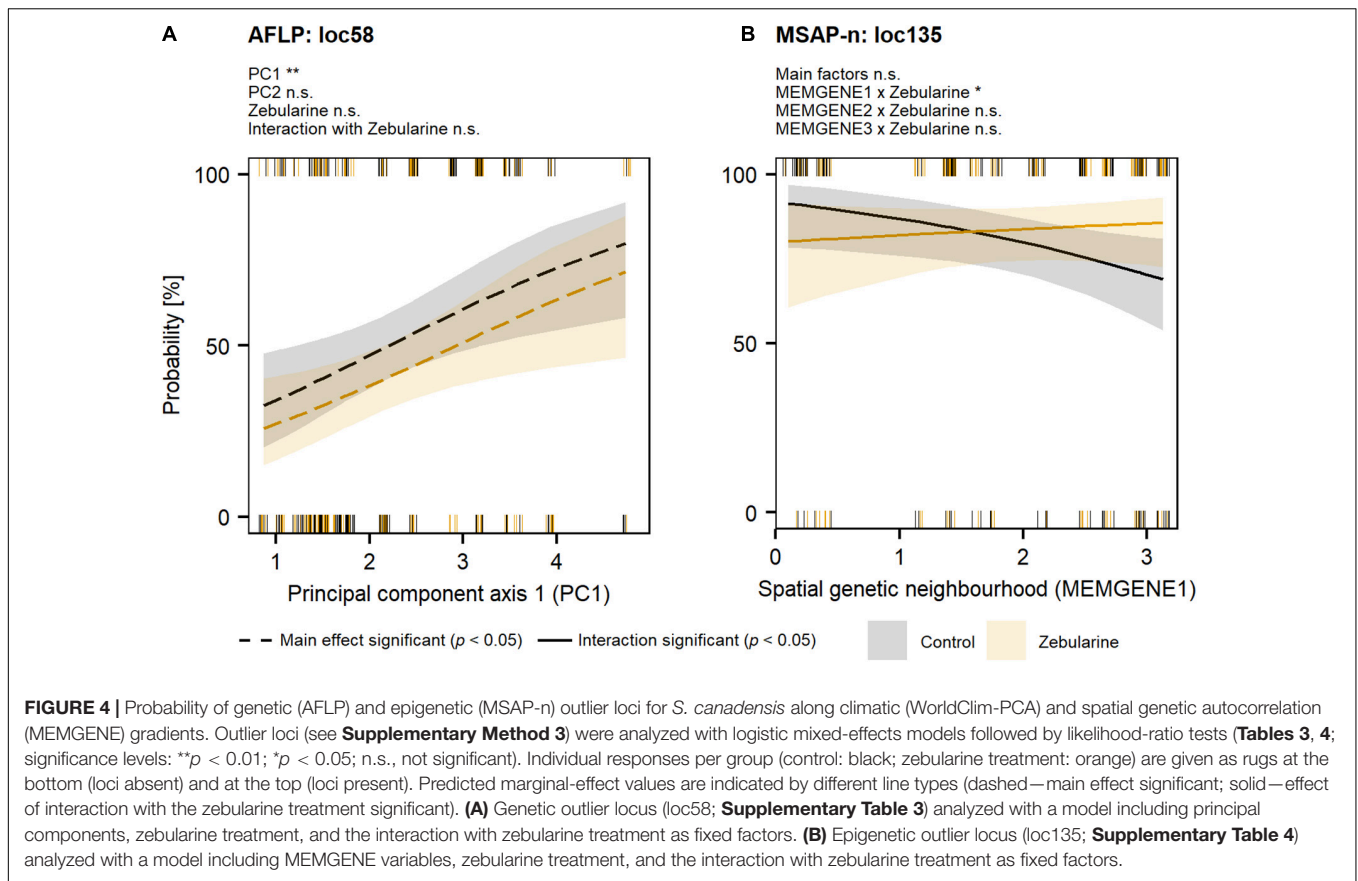 A AFLP: loc58
PC1 **
PC2 n.s.
Zebularine n.s.
Interaction with Zebularine n.s.
B MSAP-n: loc135
Main factors n.s.
MEMGENE1 x Zebularine *
MEMGENE2 x Zebularine n.s.
MEMGENE3 x Zebularine n.s.
Probability [%]
100
50
0
1 2 3 4
Principal component axis 1 (PC1)
100
50
0
0 1 2 3
Spatial genetic neighbourhood (MEMGENE1)
Main effect significant (p < 0.05) Interaction significant (p < 0.05) Control Zebularine
FIGURE 4 | Probability of genetic (AFLP) and epigenetic (MSAP-n) outlier loci for S. canadensis along climatic (WorldClim-PCA) and spatial genetic autocorrelation
(MEMGENE) gradients. Outlier loci (see Supplementary Method 3) were analyzed with logistic mixed-effects models followed by likelihood-ratio tests (Tables 3, 4;
significance levels: **p < 0.01; *p < 0.05; n.s., not significant). Individual responses per group (control: black; zebularine treatment: orange) are given as rugs at the
bottom (loci absent) and at the top (loci present). Predicted marginal-effect values are indicated by different line types (dashed—main effect significant; solid—effect
of interaction with the zebularine treatment significant). (A) Genetic outlier locus (loc58; Supplementary Table 3) analyzed with a model including principal
components, zebularine treatment, and the interaction with zebularine treatment as fixed factors. (B) Epigenetic outlier locus (loc135; Supplementary Table 4)
analyzed with a model including MEMGENE variables, zebularine treatment, and the interaction with zebularine treatment as fixed factors.